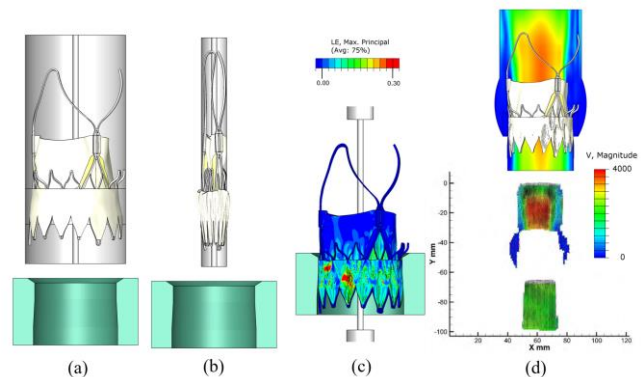 LE, Max. Principal
(Avg: 75%)
0.00 0.30
V, Magnitude
4000
0
0
-20
-40
-60
-80
-100
Y mm
0 20 40 60 80 100 120
X mm
(a) (b) (c) (d)